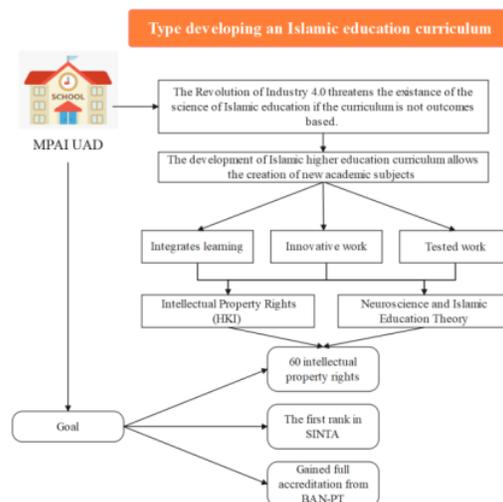 Type developing an Islamic education curriculum
SCHOOL
MPAI UAD
The Revolution of Industry 4.0 threatens the existance of the
science of Islamic education if the curriculum is not outcomes
based.
The development of Islamic higher education curriculum allows
the creation of new academic subjects
Integrates learning
Innovative work
Tested work
Intellectual Property Rights
(HKI)
Neuroscience and Islamic
Education Theory
60 intellectual
property rights
Goal
The first rank in
SINTA
Gained full
accreditation from
BAN-PT